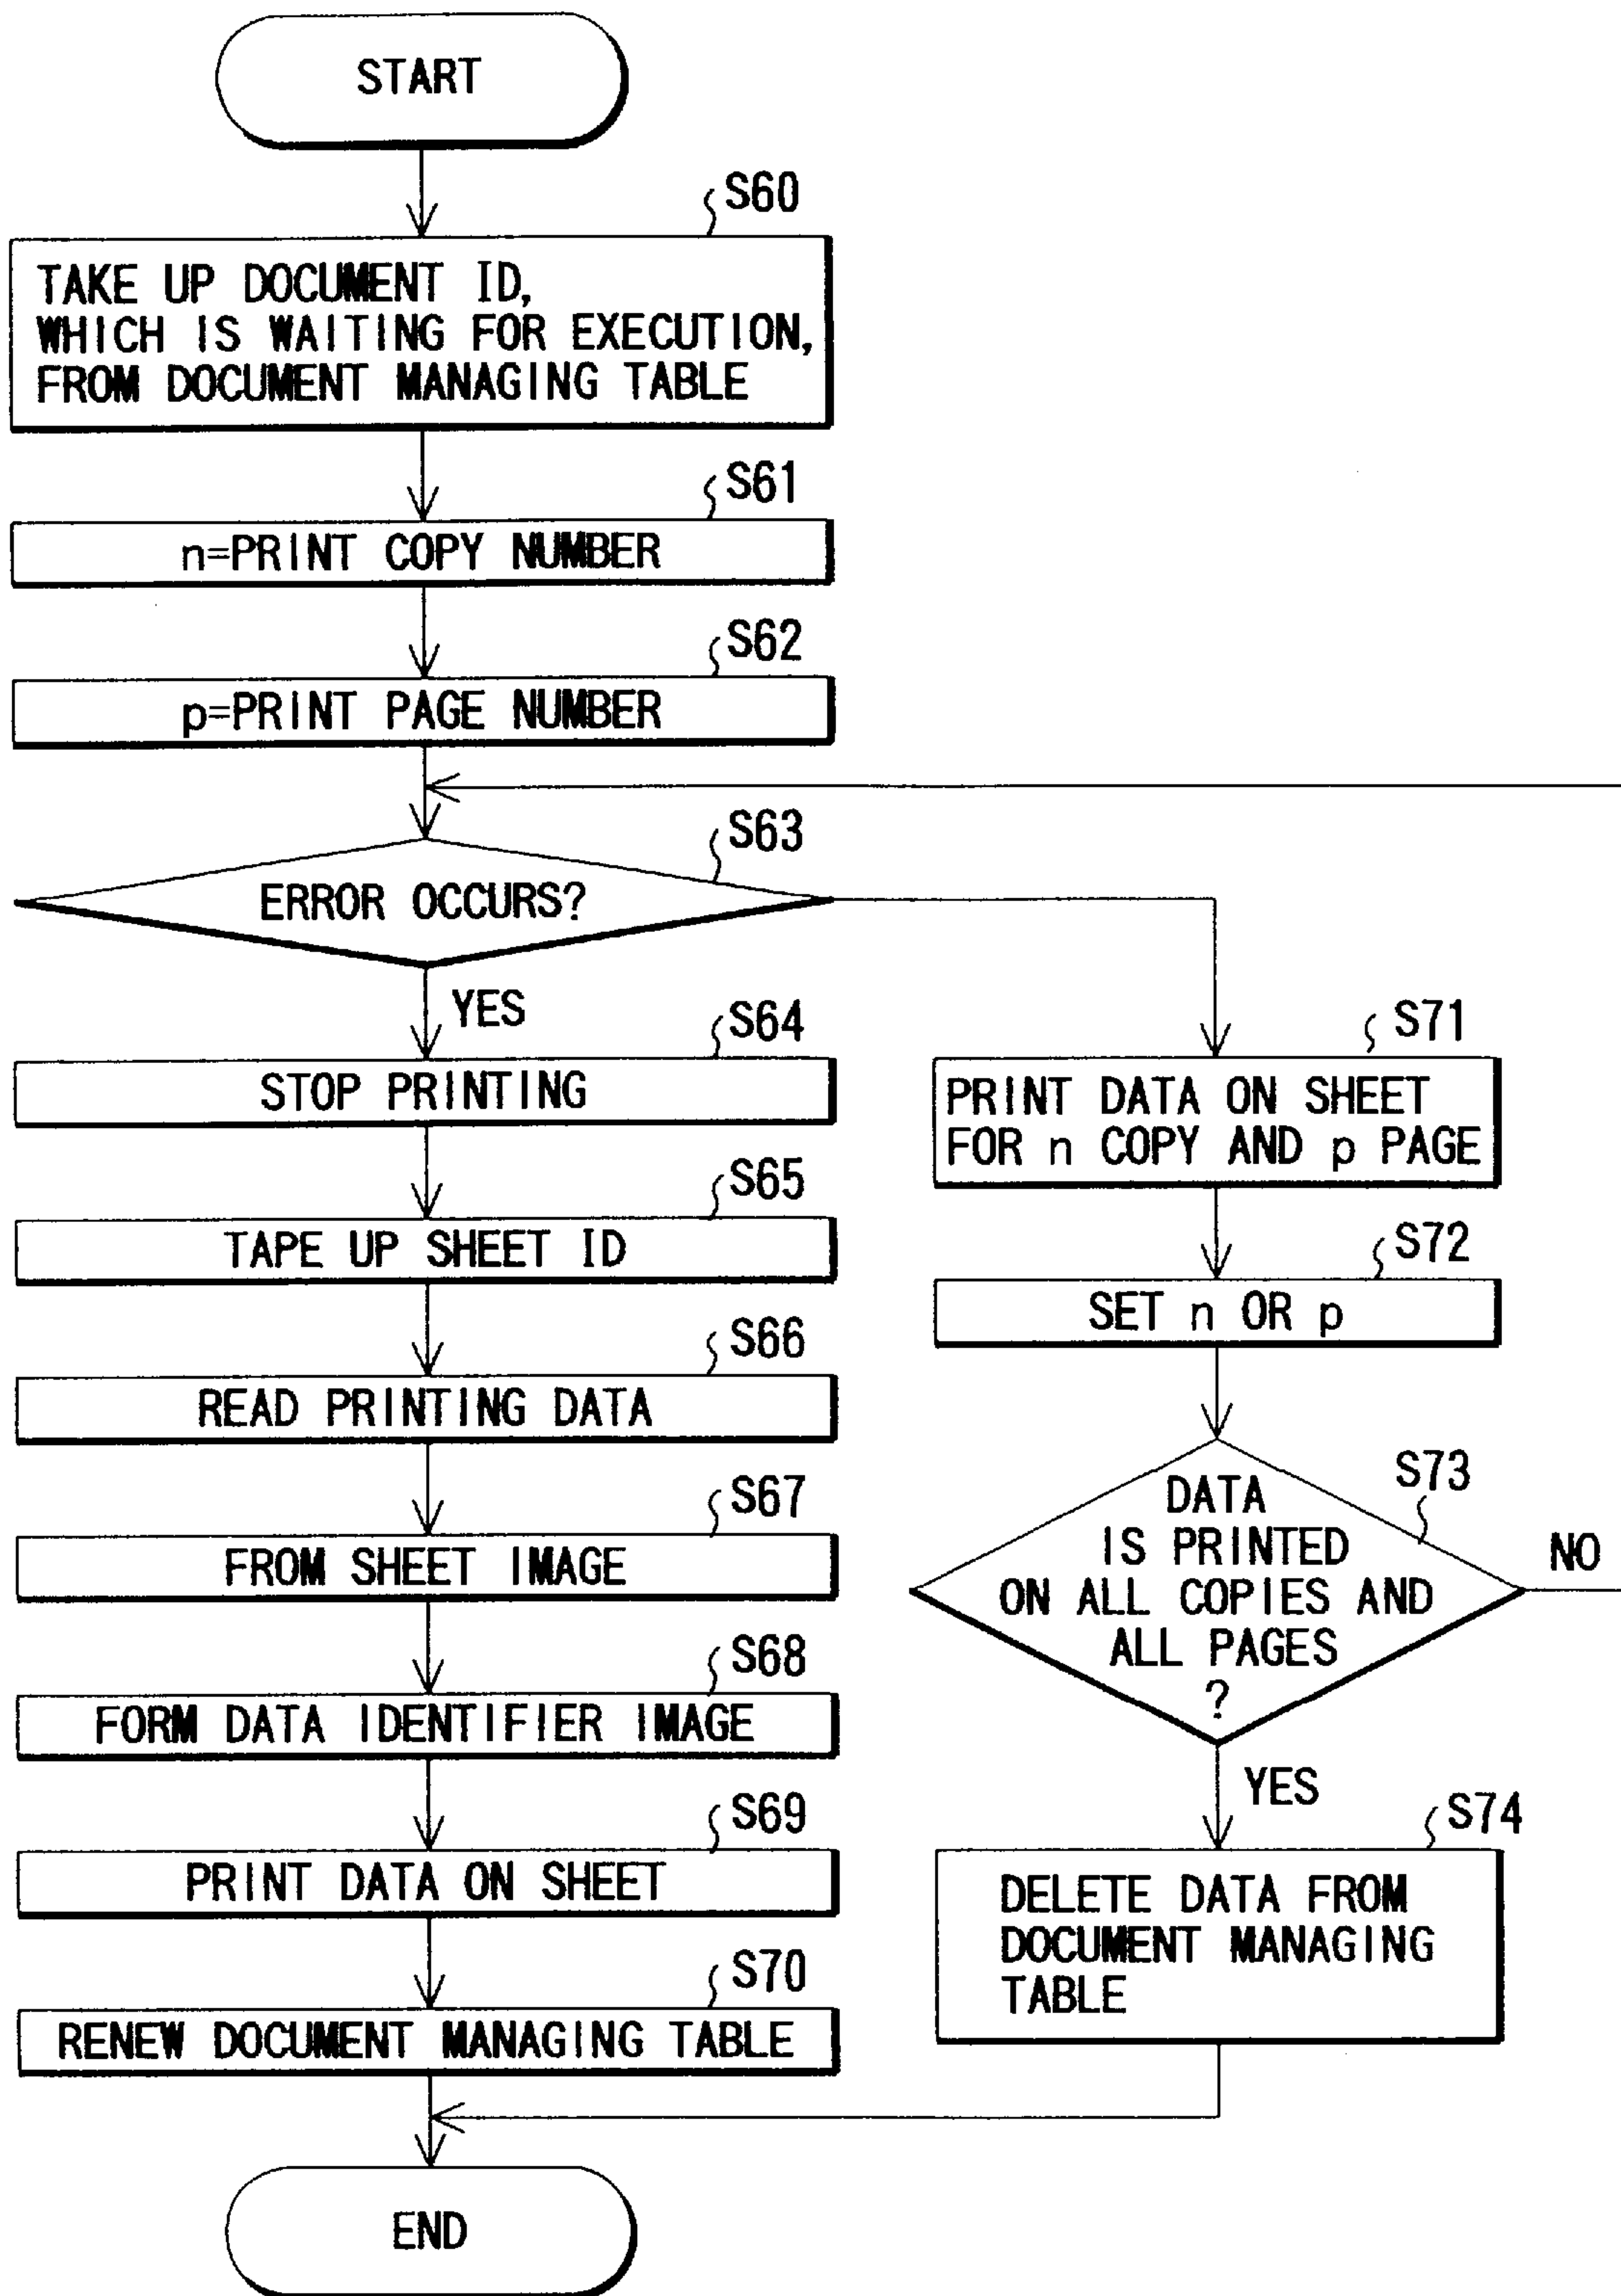 START
S60
TAKE UP DOCUMENT ID,
WHICH IS WAITING FOR EXECUTION,
FROM DOCUMENT MANAGING TABLE
S61
n=PRINT COPY NUMBER
S62
p=PRINT PAGE NUMBER
S63
ERROR OCCURS?
YES
S64
STOP PRINTING
S65
TAPE UP SHEET ID
S66
READ PRINTING DATA
S67
FROM SHEET IMAGE
S68
FORM DATA IDENTIFIER IMAGE
S69
PRINT DATA ON SHEET
S70
RENEW DOCUMENT MANAGING TABLE
S71
PRINT DATA ON SHEET
FOR n COPY AND p PAGE
S72
SET n OR p
S73
DATA
IS PRINTED
ON ALL COPIES AND
ALL PAGES
?
NO
YES
S74
DELETE DATA FROM
DOCUMENT MANAGING
TABLE
END